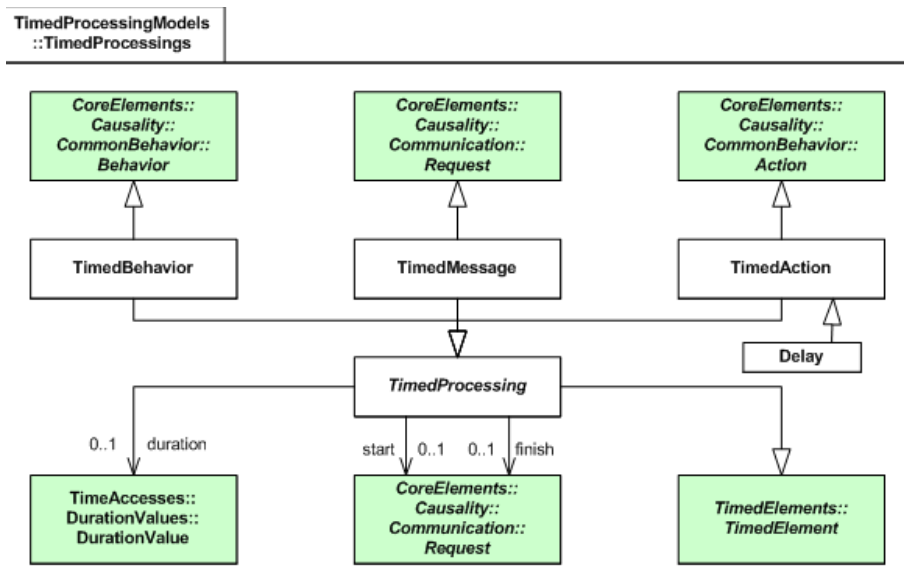 TimedProcessingModels
::TimedProcessings
CoreElements::
Causality::
CommonBehavior::
Behavior
CoreElements::
Causality::
Communication::
Request
CoreElements::
Causality::
CommonBehavior::
Action
TimedBehavior
TimedMessage
TimedAction
Delay
TimedProcessing
0..1 duration
start 0..1 0..1 finish
TimeAccesses::
DurationValues::
DurationValue
CoreElements::
Causality::
Communication::
Request
TimedElements::
TimedElement